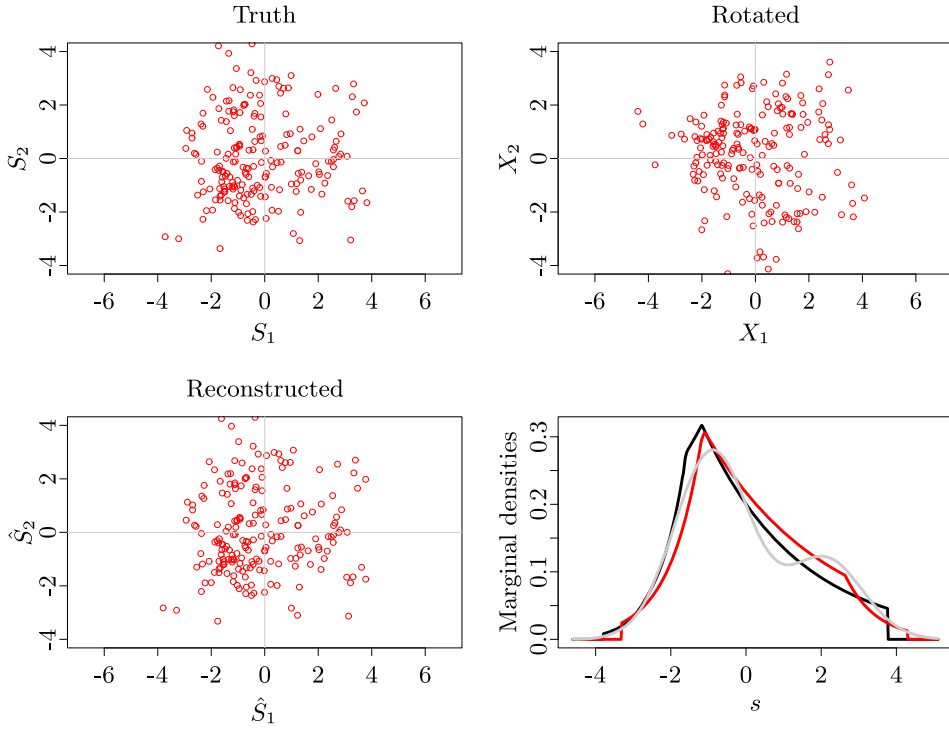 Truth
4
2
0
-2
-4
S₂
-6 -4 -2 0 2 4 6
S₁
Rotated
4
2
0
-2
-4
X₂
-6 -4 -2 0 2 4 6
X₁
Reconstructed
4
2
0
-2
-4
Ŝ₂
-6 -4 -2 0 2 4 6
Ŝ₁
0.3
0.2
0.1
0.0
Marginal densities
-4 -2 0 2 4
s